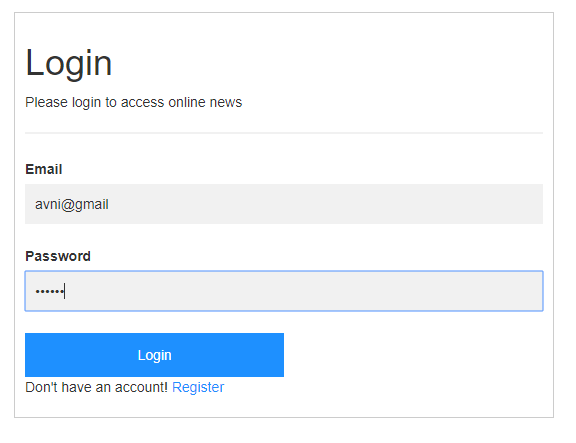 Login
Please login to access online news
Email
avni@gmail
Password
••••••
Login
Don't have an account! Register